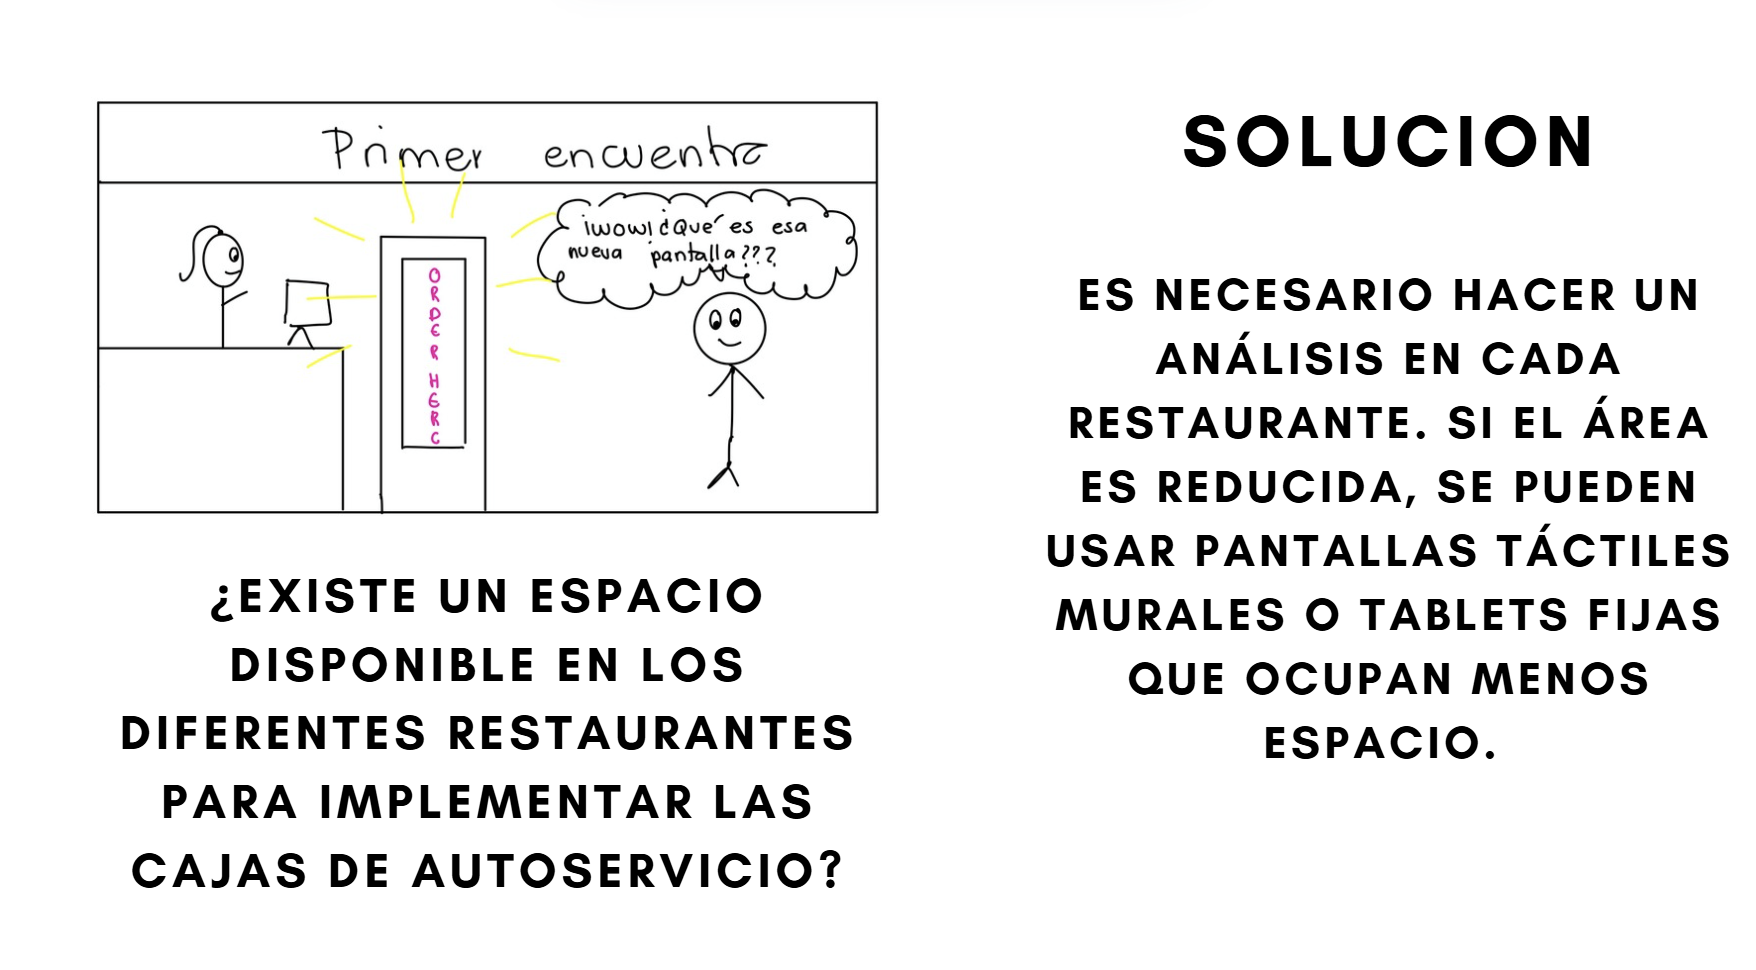 Primer encuentro
¡wow! ¿Qué es esa
nueva pantalla???
ORDER HERE
¿EXISTE UN ESPACIO
DISPONIBLE EN LOS
DIFERENTES RESTAURANTES
PARA IMPLEMENTAR LAS
CAJAS DE AUTOSERVICIO?
SOLUCION
ES NECESARIO HACER UN
ANÁLISIS EN CADA
RESTAURANTE. SI EL ÁREA
ES REDUCIDA, SE PUEDEN
USAR PANTALLAS TÁCTILES
MURALES O TABLETS FIJAS
QUE OCUPAN MENOS
ESPACIO.